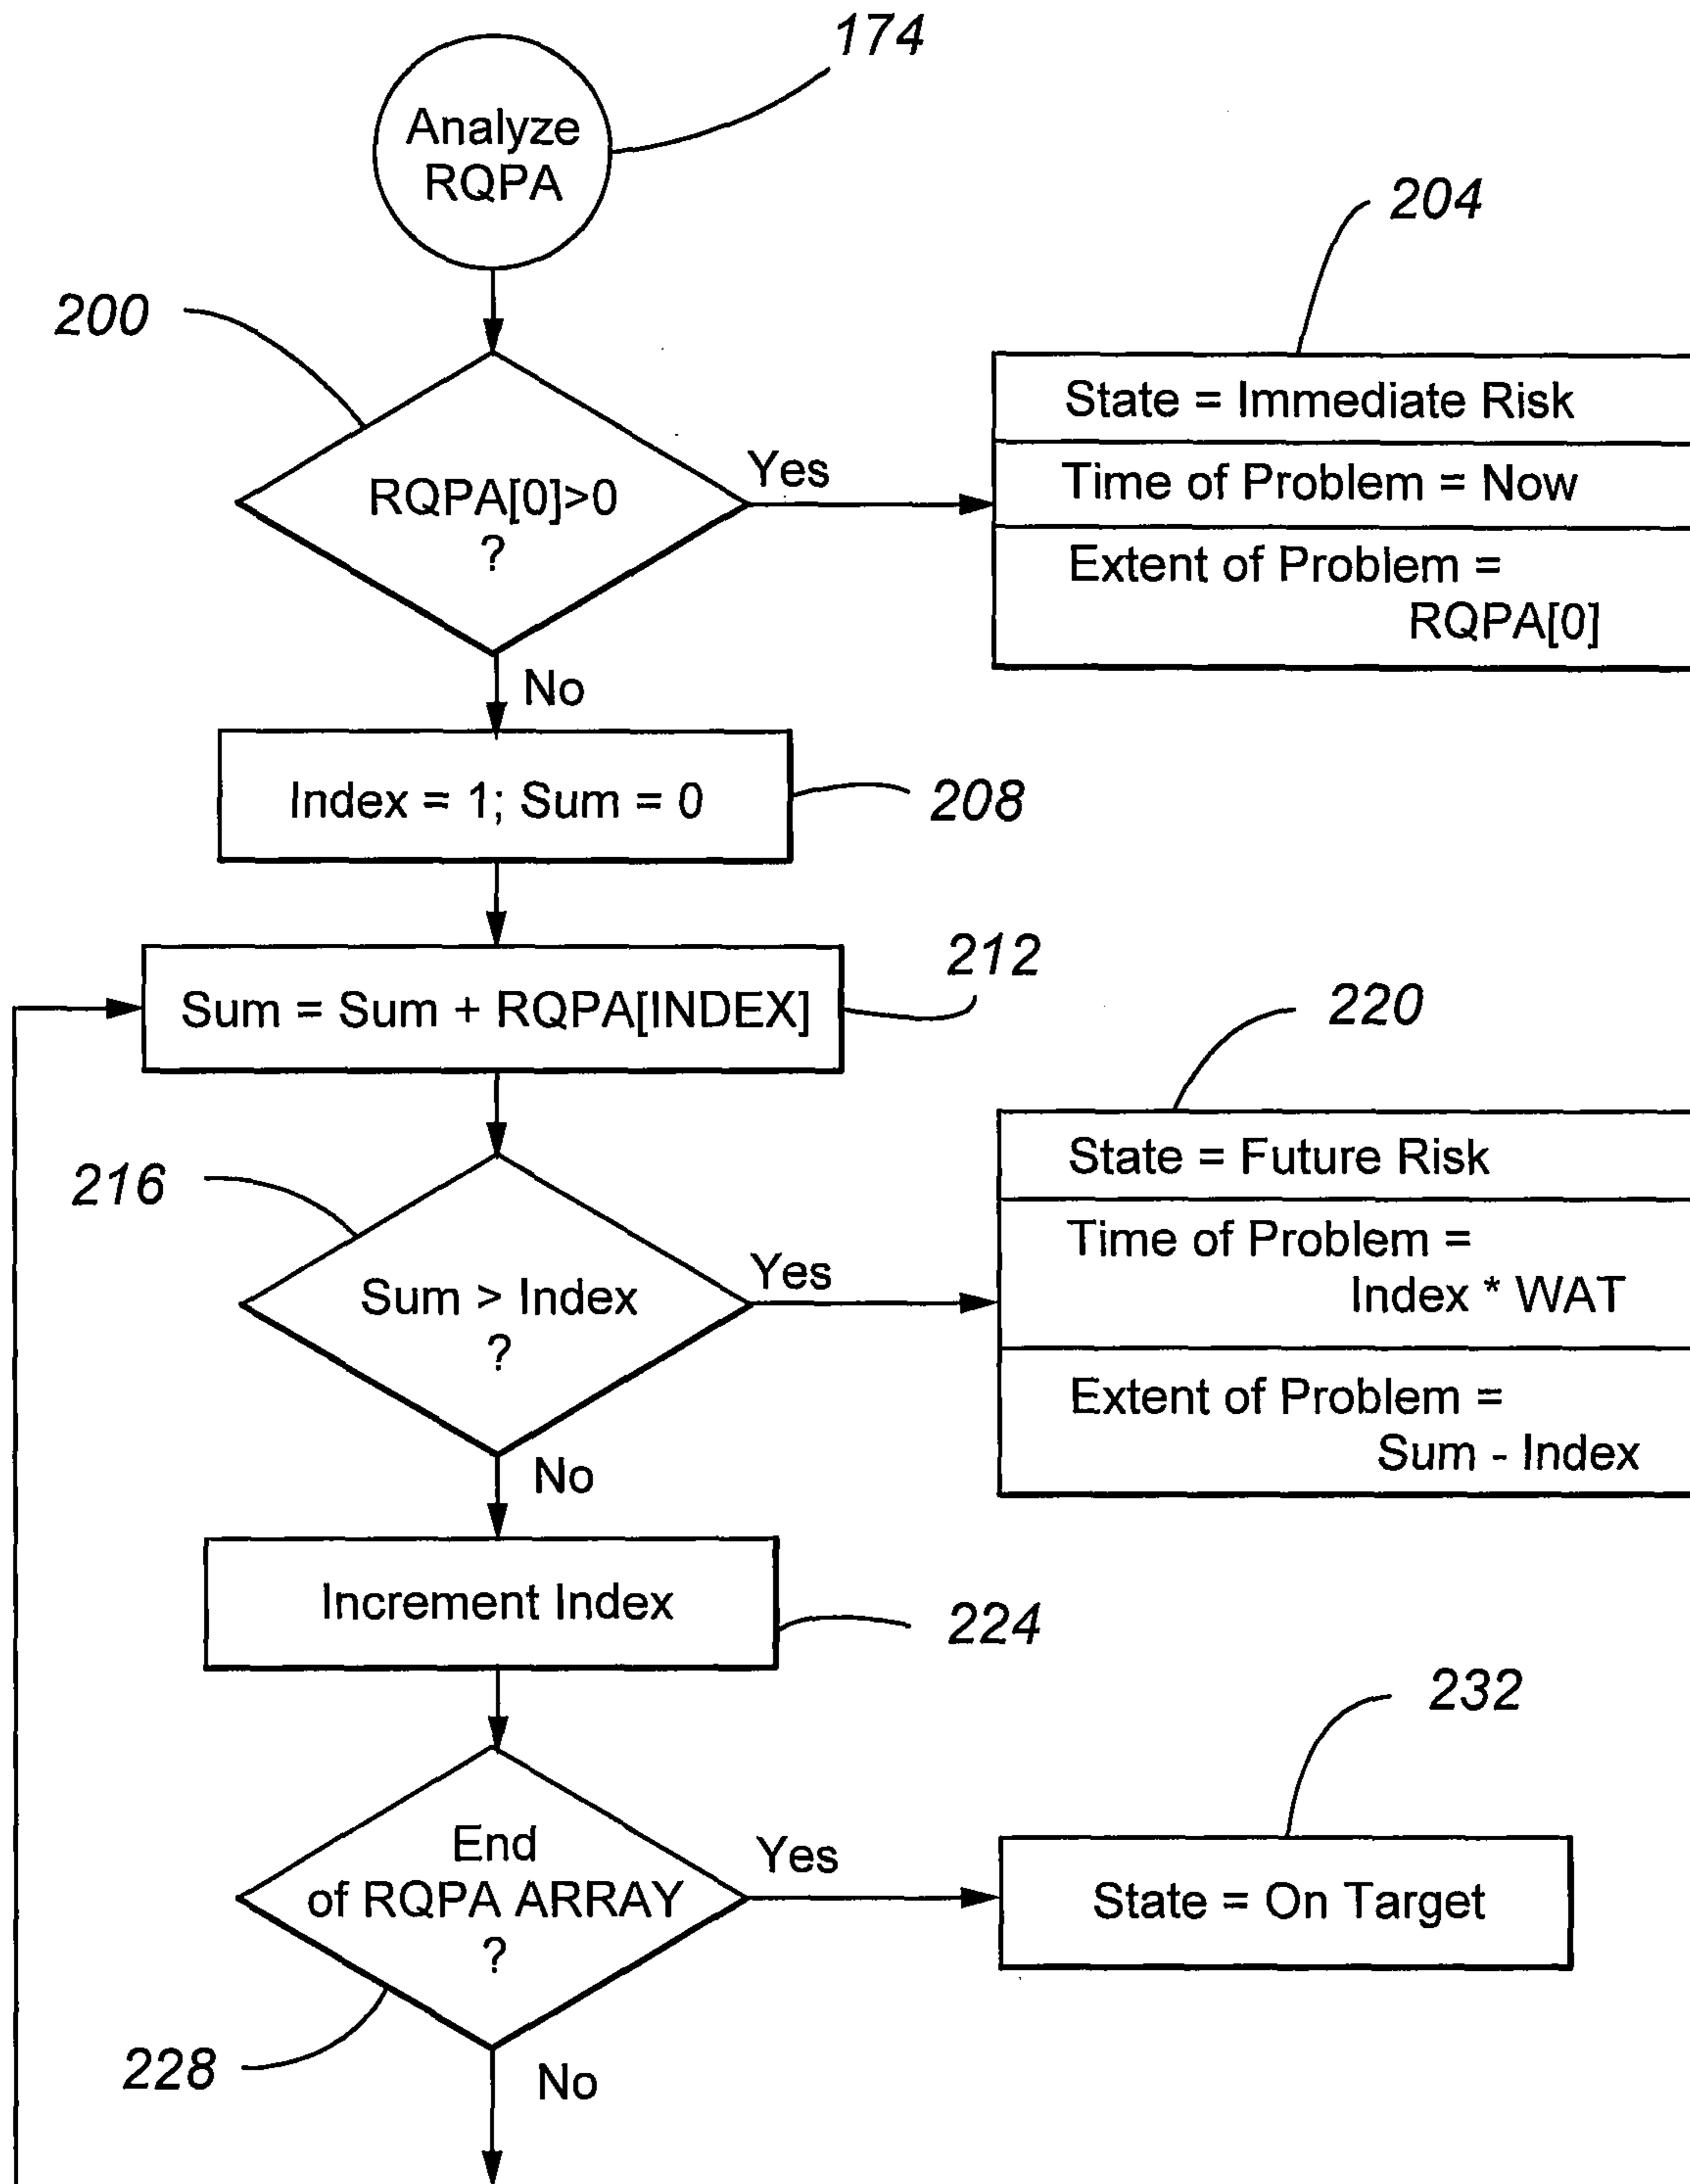 174
Analyze
RQPA
204
200
State = Immediate Risk
Yes
Time of Problem = Now
RQPA[0]>0
?
Extent of Problem =
RQPA[0]
No
Index = 1; Sum = 0
208
212
Sum = Sum + RQPA[INDEX]
220
216
State = Future Risk
Time of Problem =
Index * WAT
Yes
Sum > Index
?
Extent of Problem =
Sum - Index
No
Increment Index
224
232
End
of RQPA ARRAY
?
Yes
State = On Target
228
No